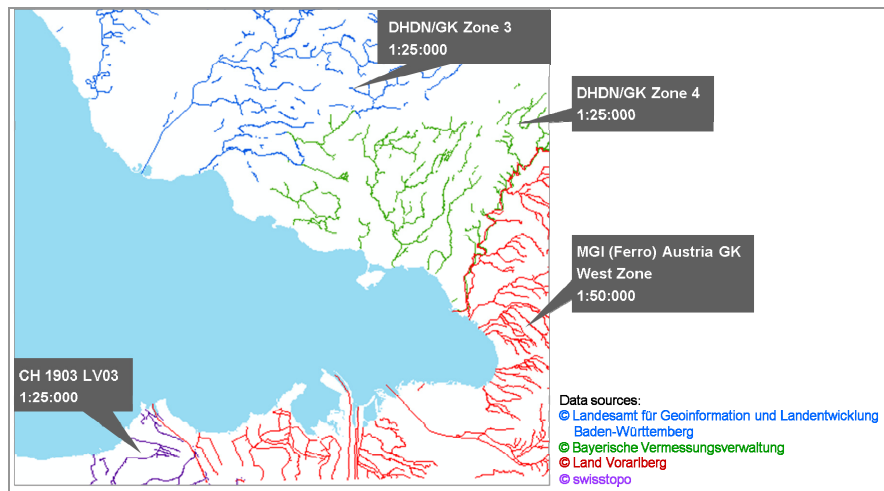 DHDN/GK Zone 3
1:25:000
DHDN/GK Zone 4
1:25:000
MGI (Ferro) Austria GK
West Zone
1:50:000
CH 1903 LV03
1:25:000
Data sources:
© Landesamt für Geoinformation und Landentwicklung
Baden-Württemberg
© Bayerische Vermessungsverwaltung
© Land Vorarlberg
© swisstopo